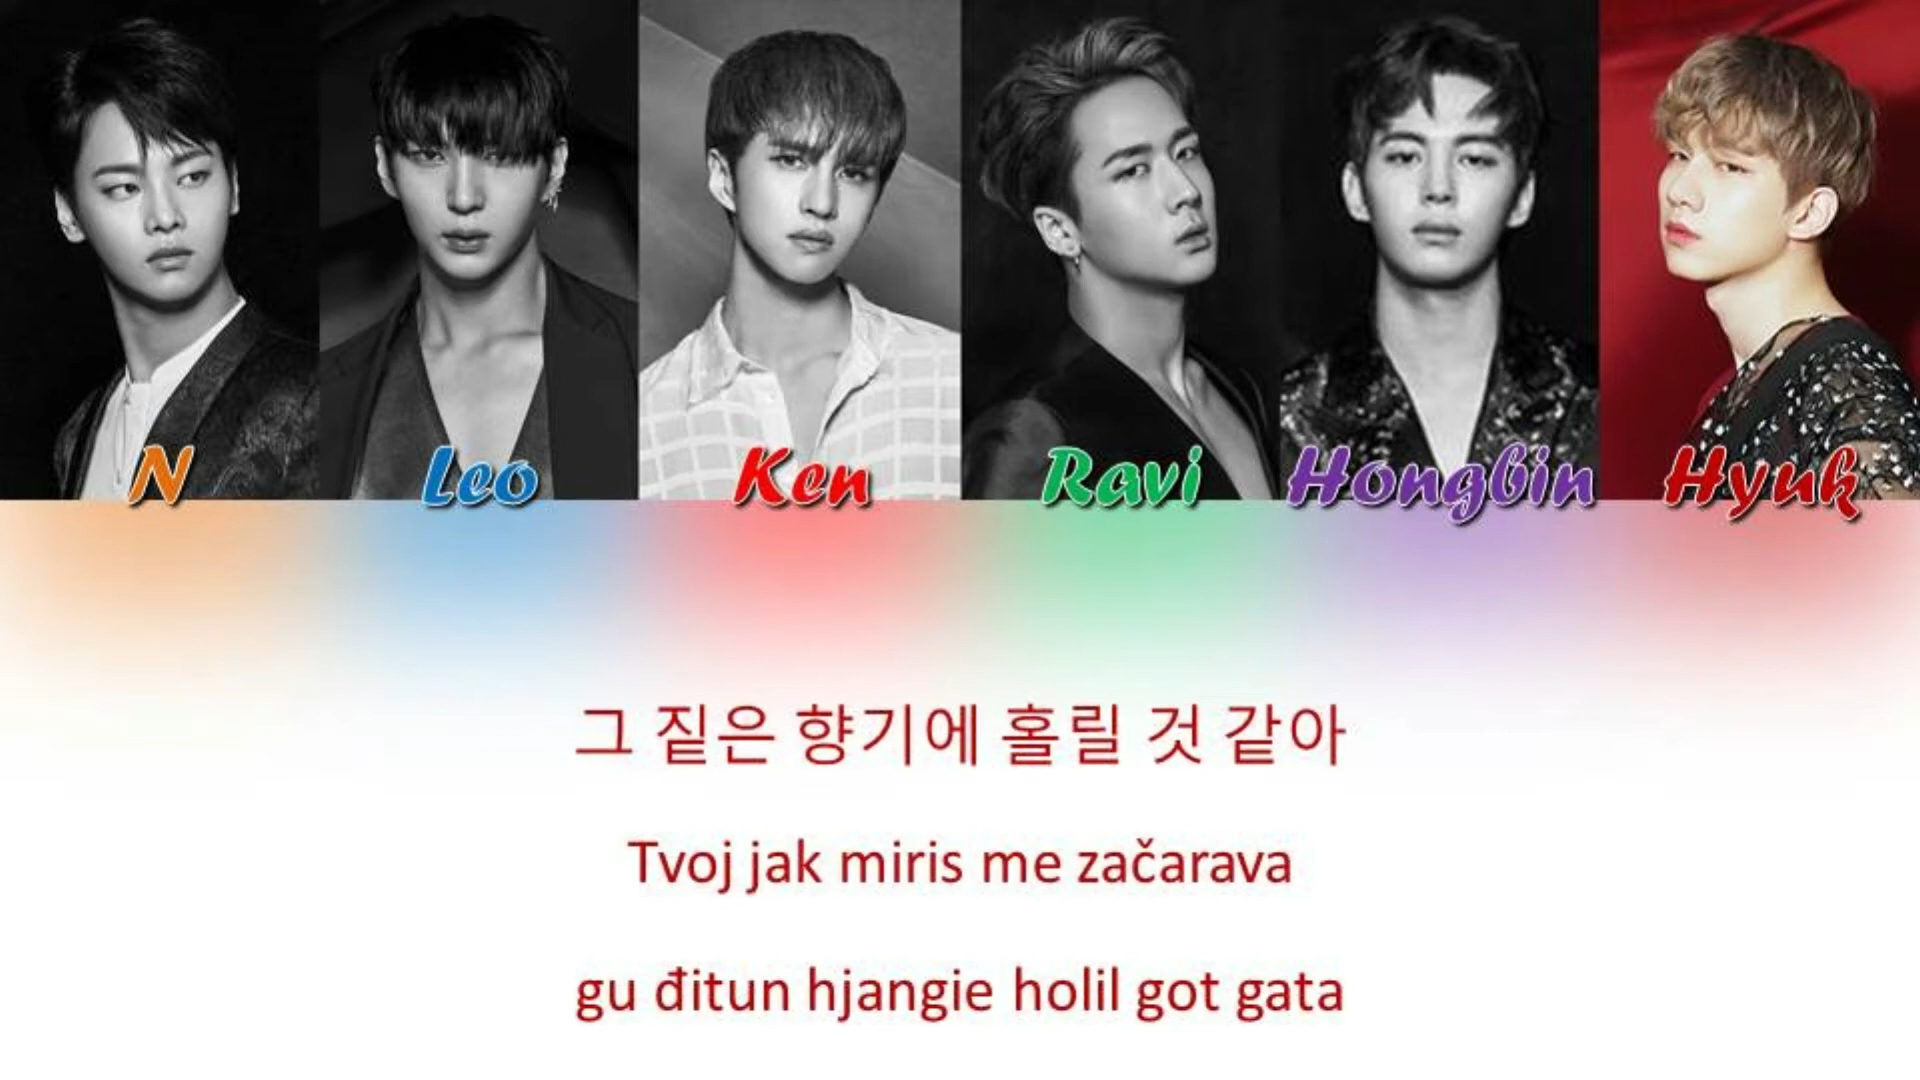 N Leo Ken Ravi Hongbin Hyuk
그 짙은 향기에 홀릴 것 같아
Tvoj jak miris me začarava
gu đitun hjangie holil got gata